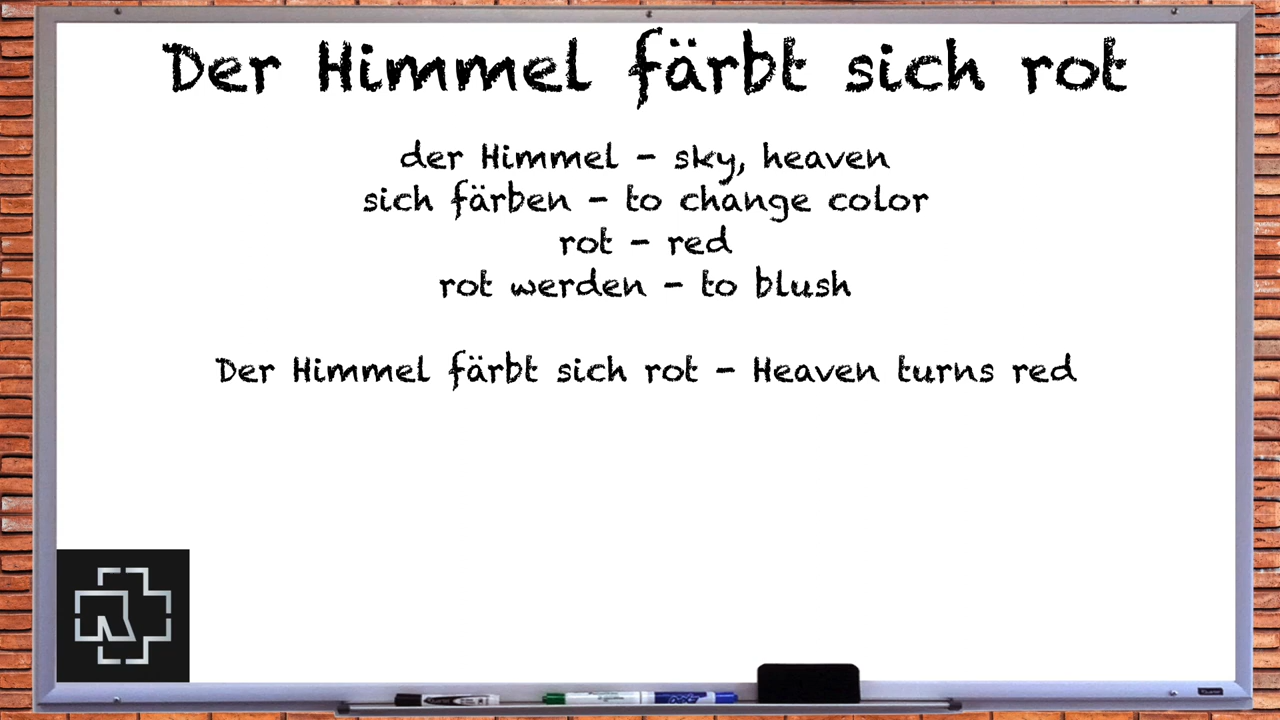 Der Himmel färbt sich rot
der Himmel - sky, heaven
sich färben - to change color
rot - red
rot werden - to blush
Der Himmel färbt sich rot - Heaven turns red